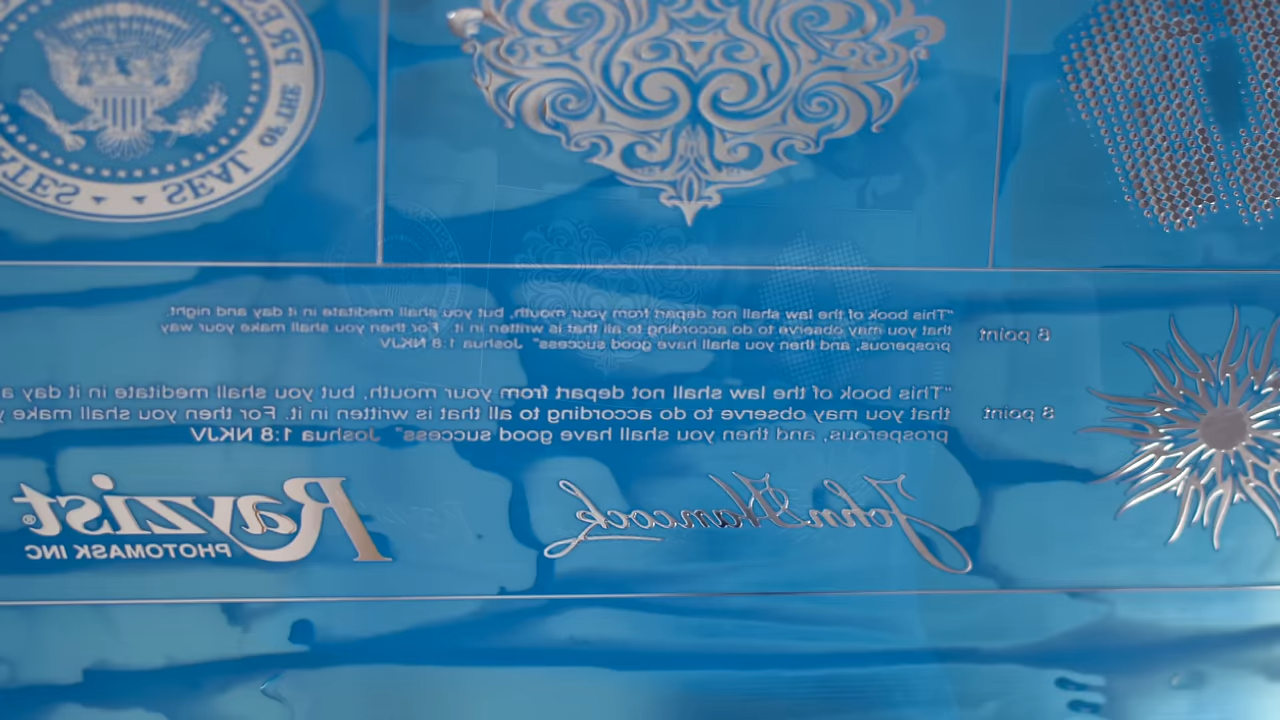 SEAL OF THE PRES
TES
"This book of the law shall not depart from your mouth, but you shall meditate in it day and night,
that you may observe to do according to all that is written in it. For then you shall make your way
prosperous, and then you shall have good success" Joshua 1:8 NKJV
6 point
"This book of the law shall not depart from your mouth, but you shall meditate in it day a
that you may observe to do according to all that is written in it. For then you shall make y
prosperous, and then you shall have good success" Joshua 1:8 NKJV
8 point
John Hancock
Rayzist®
PHOTOMASK INC